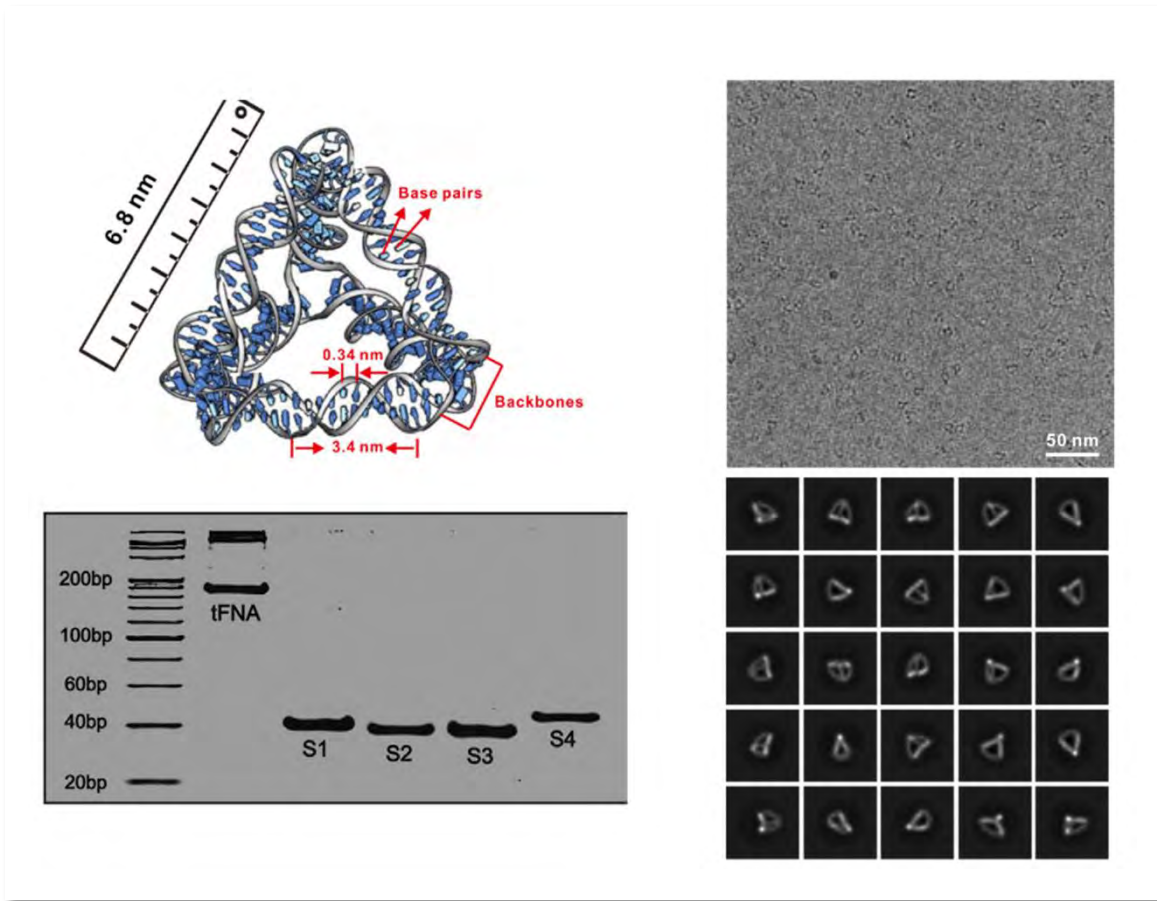 6.8 nm
Base pairs
0.34 nm
Backbones
3.4 nm
50 nm
200bp
tFNA
100bp
60bp
40bp
S1
S2
S3
S4
20bp